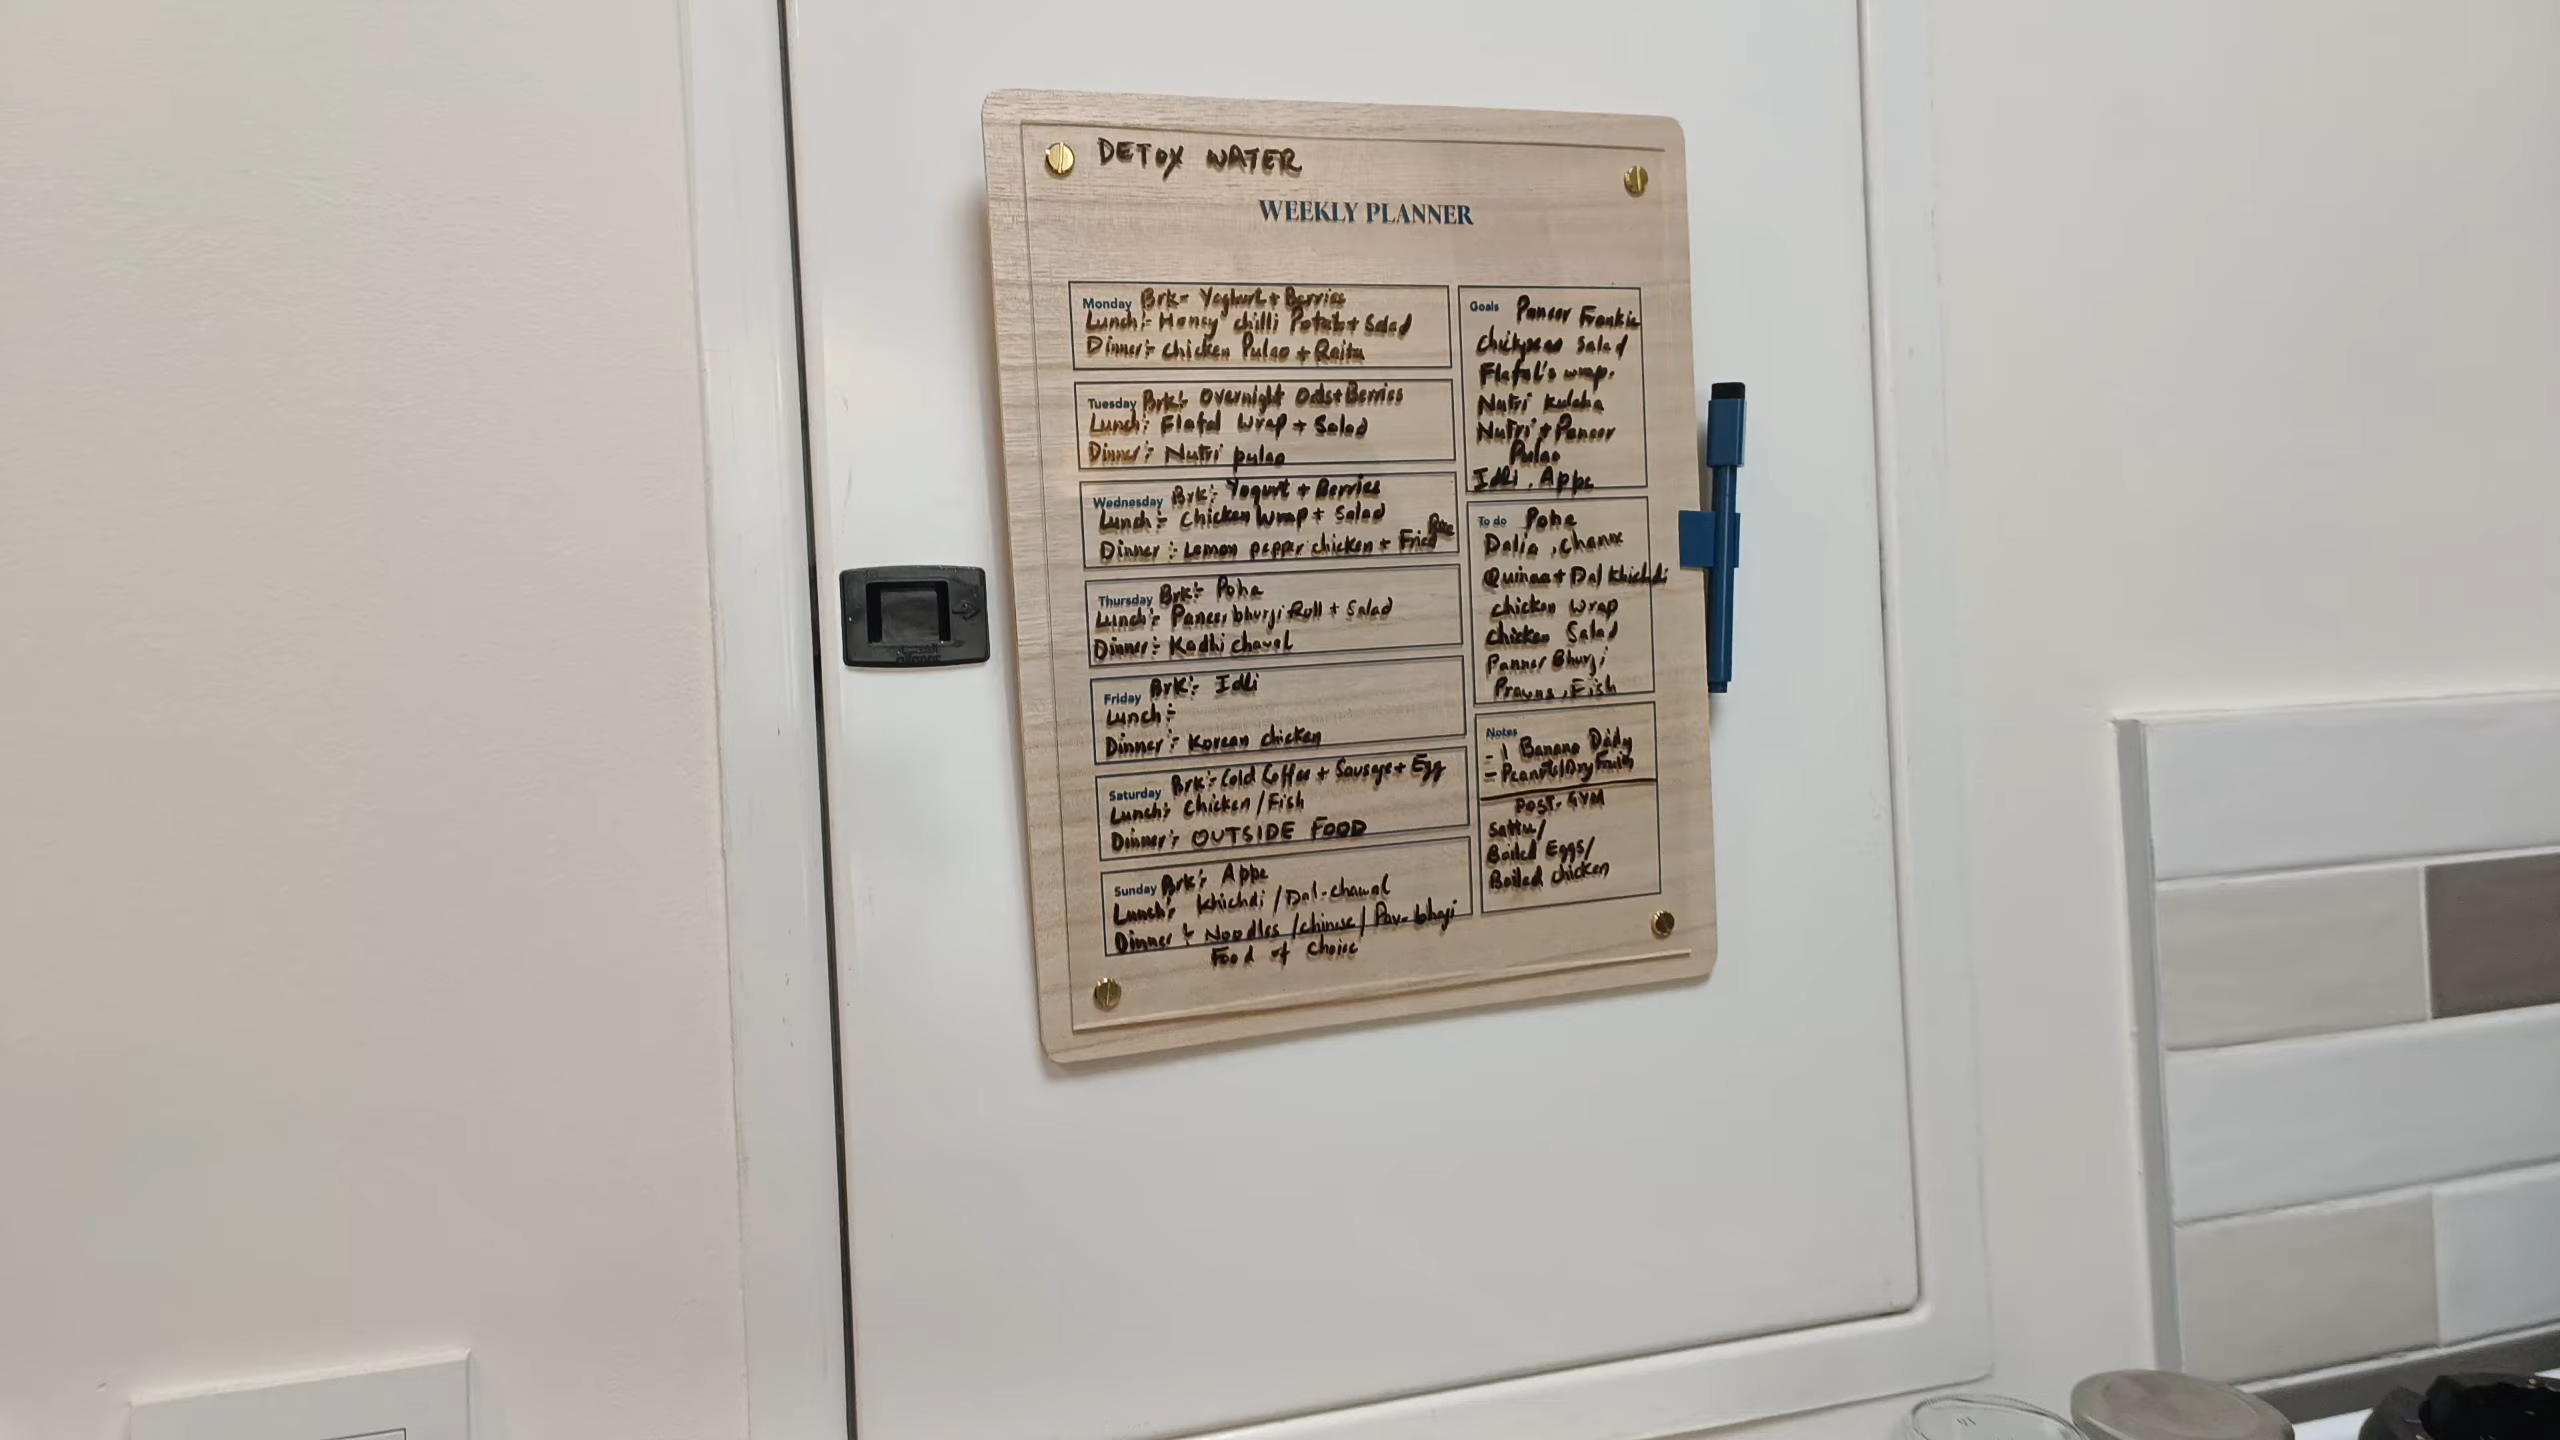 DETOX WATER
WEEKLY PLANNER
Monday Brk:- Yoghurt + Berries
Lunch:- Honey chilli Potato + Salad
Dinner:- Chicken Pulao + Raita
Tuesday Brk:- Overnight Oats + Berries
Lunch:- Flafal Wrap + Salad
Dinner:- Nutri pulao
Wednesday Brk:- Yogurt + Berries
Lunch:- Chicken Wrap + Salad
Dinner:- Lemon pepper chicken + Fried Rice
Thursday Brk:- Poha
Lunch:- Paneer bhurji Roll + Salad
Dinner:- Kadhi chawal
Friday Brk:- Idli
Lunch:-
Dinner:- Korean chicken
Saturday Brk:- Cold Coffee + Sausage + Egg
Lunch:- Chicken/Fish
Dinner:- OUTSIDE FOOD
Sunday Brk:- Appe
Lunch:- Khichdi/Dal-chawal
Dinner:- Noodles/chinese/Pav-bhaji
Food of choice
Goals Paneer Frankie
Chickpeas Salad
Flafal's wrap.
Nutri Kulcha
Nutri + Paneer
Pulao
Idli, Appe
To do Poha
Dalia, channe
Quinoa + Dal Khichdi
chicken wrap
chicken Salad
Panner Bhurji
Prawns, Fish
Notes
- 1 Banana Daily
- Peanuts/Dry Fruits
POST-GYM
Sattu/
Boiled Eggs/
Boiled chicken